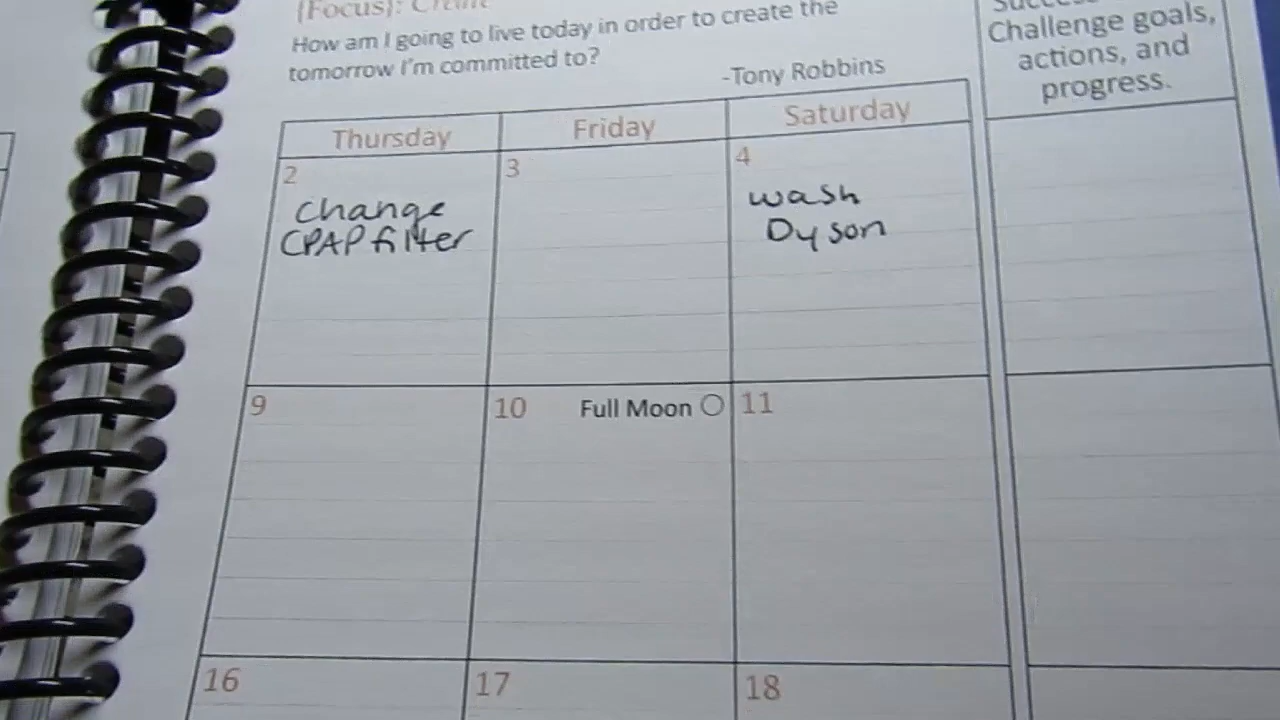 {Focus}: Create
How am I going to live today in order to create the
tomorrow I'm committed to?
-Tony Robbins
Challenge goals,
actions, and
progress.
Thursday Friday Saturday
2 3 4
change
CPAP filter
wash
Dyson
9 10 Full Moon 11
16 17 18